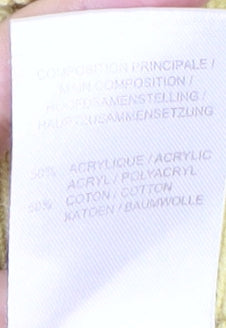 COMPOSITION PRINCIPALE /
MAIN COMPOSITION /
HOOFDSAMENSTELLING /
HAUPTZUSAMMENSETZUNG
50% ACRYLIQUE / ACRYLIC
ACRYL / POLYACRYL
50% COTON / COTTON
KATOEN / BAUMWOLLE